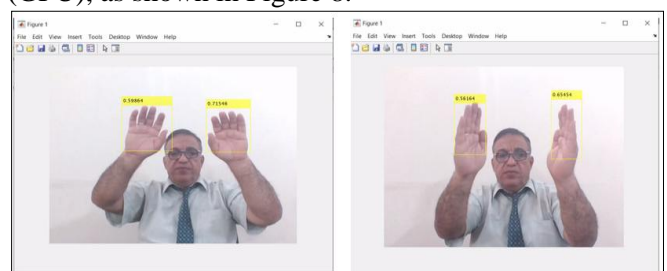 (GPU), as shown in Figure 6.
Figure 1
File Edit View Insert Tools Desktop Window Help
0.59864
0.71546
Figure 1
File Edit View Insert Tools Desktop Window Help
0.56164
0.65454